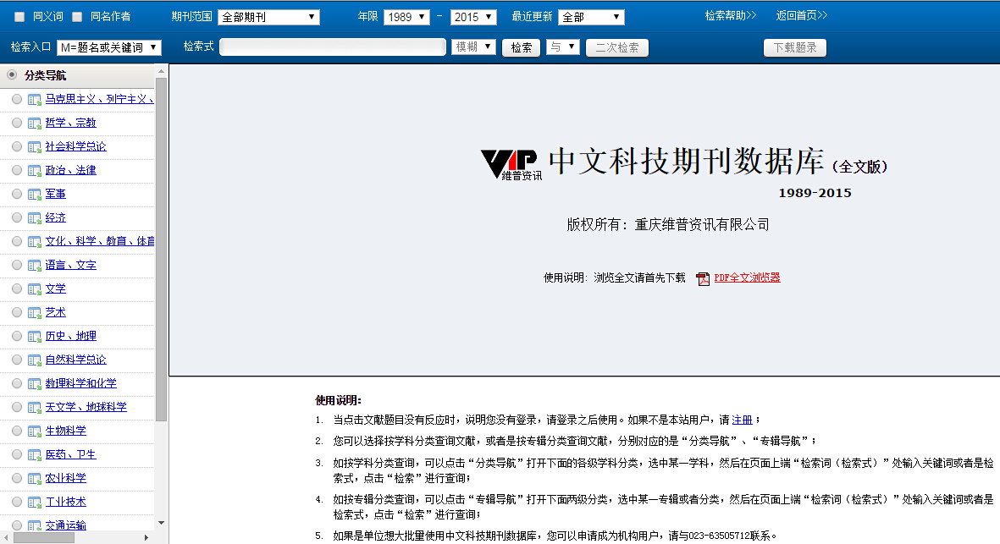 同义词 同名作者 期刊范围 全部期刊 年限 1989 - 2015 最近更新 全部 检索帮助>> 返回首页>>
检索入口 M=题名或关键词 检索式 模糊 检索 与 二次检索 下载题录
分类导航
马克思主义、列宁主义、
哲学、宗教
社会科学总论
政治、法律
军事
经济
文化、科学、教育、体育
语言、文字
文学
艺术
历史、地理
自然科学总论
数理科学和化学
天文学、地球科学
生物科学
医药、卫生
农业科学
工业技术
交通运输
VIP 维普资讯 中文科技期刊数据库（全文版）
1989-2015
版权所有：重庆维普资讯有限公司
使用说明：浏览全文请首先下载 PDF全文浏览器
使用说明：
1. 当点击文献题目没有反应时，说明您没有登录，请登录之后使用。如果不是本站用户，请 注册；
2. 您可以选择按学科分类查询文献，或者是按专辑分类查询文献，分别对应的是“分类导航”、“专辑导航”；
3. 如按学科分类查询，可以点击“分类导航”打开下面的各级学科分类，选中某一学科，然后在页面上端“检索词（检索式）”处输入关键词或者是检
索式，点击“检索”进行查询；
4. 如按专辑分类查询，可以点击“专辑导航”打开下面两级分类，选中某一专辑或者分类，然后在页面上端“检索词（检索式）”处输入关键词或者是
检索式，点击“检索”进行查询；
5. 如果是单位想大批量使用中文科技期刊数据库，您可以申请成为机构用户，请与023-63505712联系。